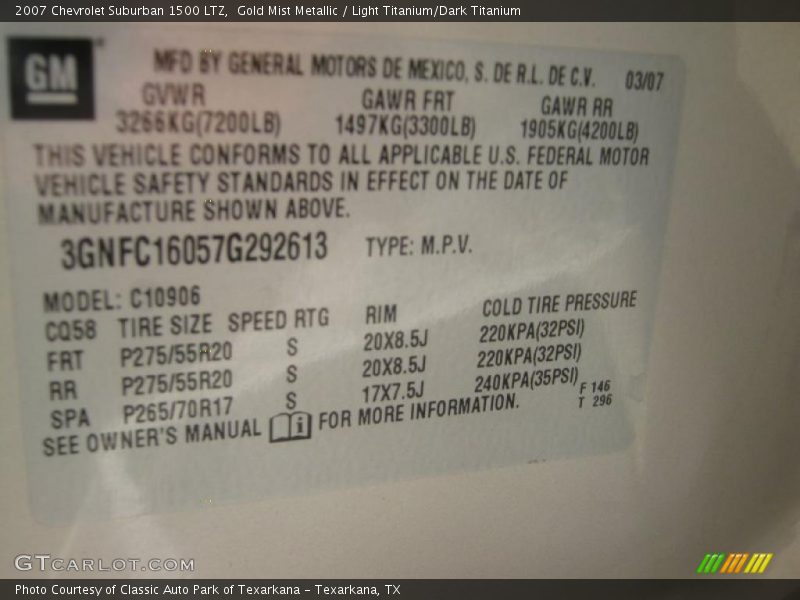 2007 Chevrolet Suburban 1500 LTZ,  Gold Mist Metallic / Light Titanium/Dark Titanium
GM
MFD BY GENERAL MOTORS DE MEXICO, S. DE R.L. DE C.V. 03/07
GVWR GAWR FRT GAWR RR
3266KG(7200LB) 1497KG(3300LB) 1905KG(4200LB)
THIS VEHICLE CONFORMS TO ALL APPLICABLE U.S. FEDERAL MOTOR
VEHICLE SAFETY STANDARDS IN EFFECT ON THE DATE OF
MANUFACTURE SHOWN ABOVE.
3GNFC16057G292613 TYPE: M.P.V.
MODEL: C10906
CQ58 TIRE SIZE SPEED RTG RIM COLD TIRE PRESSURE
FRT P275/55R20 S 20X8.5J 220KPA(32PSI)
RR P275/55R20 S 20X8.5J 220KPA(32PSI)
SPA P265/70R17 S 17X7.5J 240KPA(35PSI)
F 146
T 296
SEE OWNER'S MANUAL i FOR MORE INFORMATION.
GTCARLOT.COM
Photo Courtesy of Classic Auto Park of Texarkana – Texarkana, TX